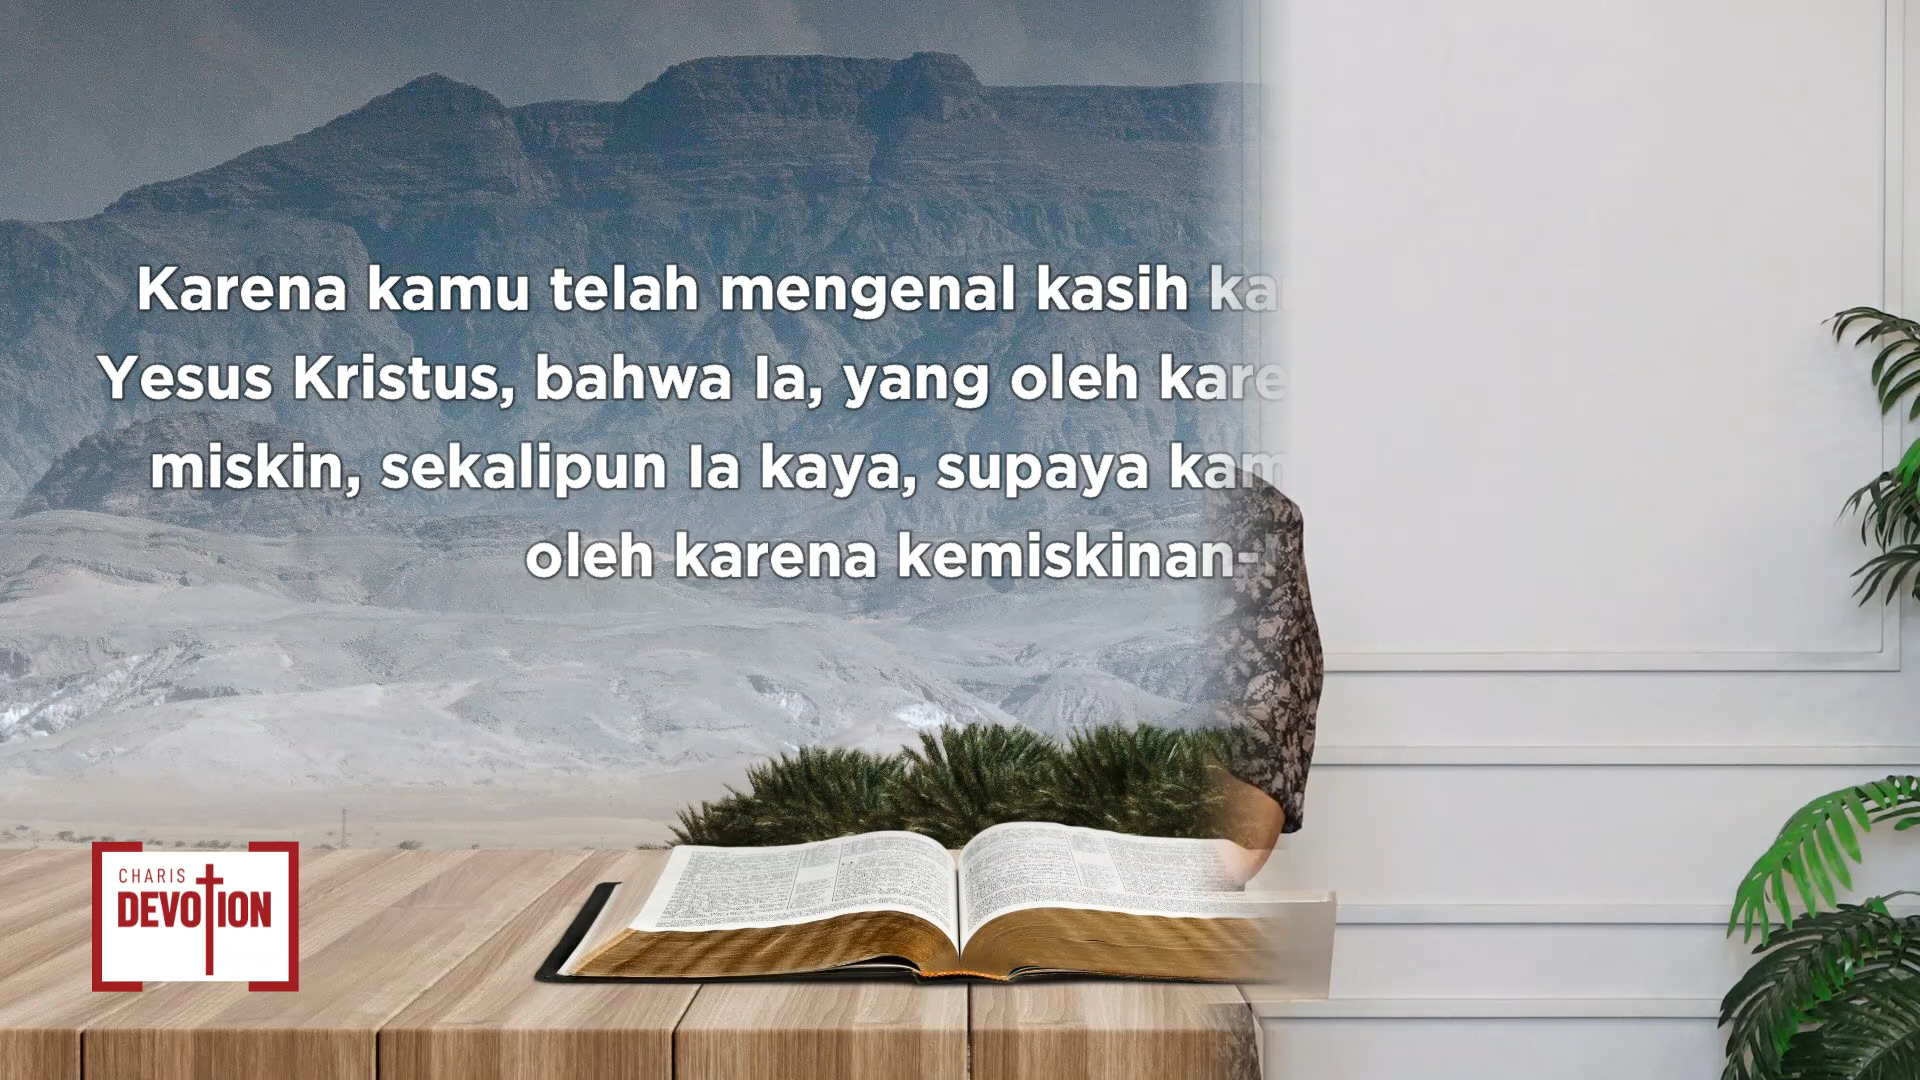 Karena kamu telah mengenal kasih
Yesus Kristus, bahwa Ia, yang oleh
miskin, sekalipun Ia kaya, supaya
oleh karena kemiskinan-
CHARIS
DEVOTION